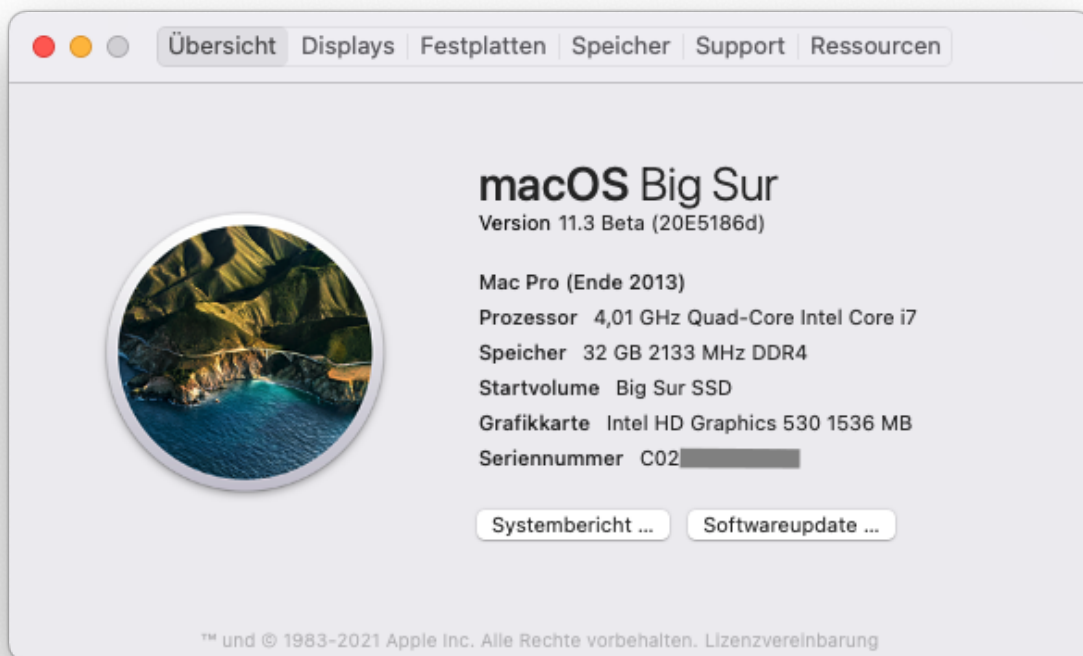 Übersicht Displays Festplatten Speicher Support Ressourcen
macOS Big Sur
Version 11.3 Beta (20E5186d)
Mac Pro (Ende 2013)
Prozessor 4,01 GHz Quad-Core Intel Core i7
Speicher 32 GB 2133 MHz DDR4
Startvolume Big Sur SSD
Grafikkarte Intel HD Graphics 530 1536 MB
Seriennummer C02
Systembericht ... Softwareupdate ...
™ und © 1983-2021 Apple Inc. Alle Rechte vorbehalten. Lizenzvereinbarung